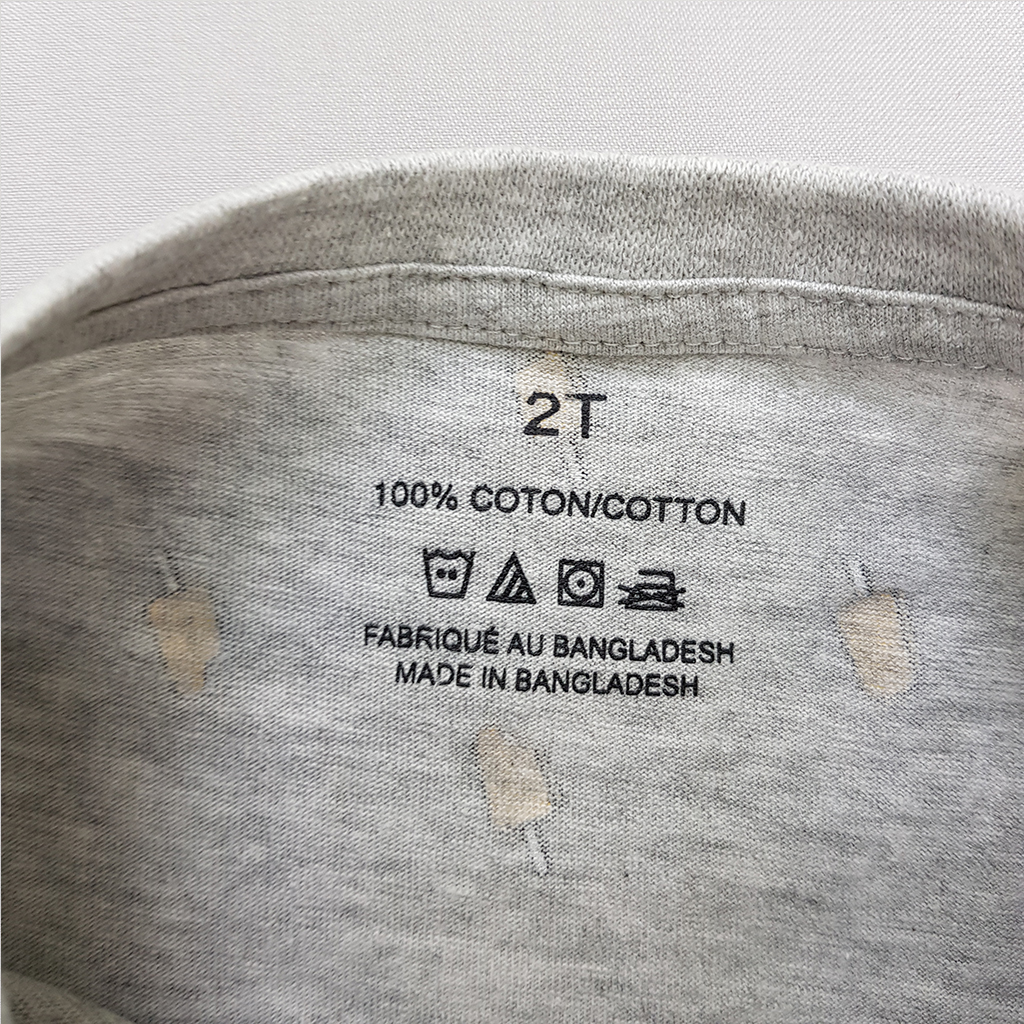 2T
100% COTON/COTTON
FABRIQUÉ AU BANGLADESH
MADE IN BANGLADESH